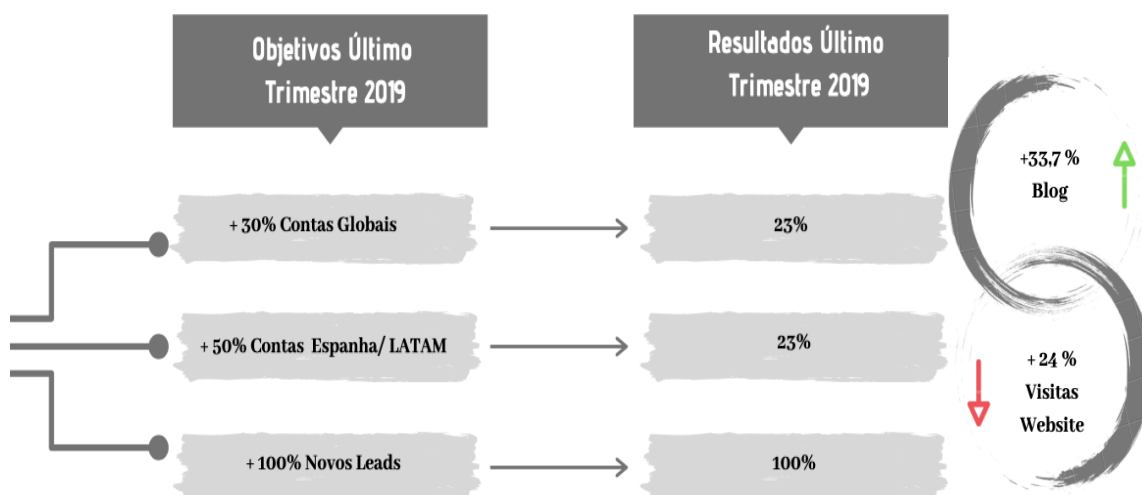 Objetivos Último
Trimestre 2019
Resultados Último
Trimestre 2019
+ 30% Contas Globais
23%
+ 50% Contas Espanha/ LATAM
23%
+ 100% Novos Leads
100%
+33,7 %
Blog
+ 24 %
Visitas
Website